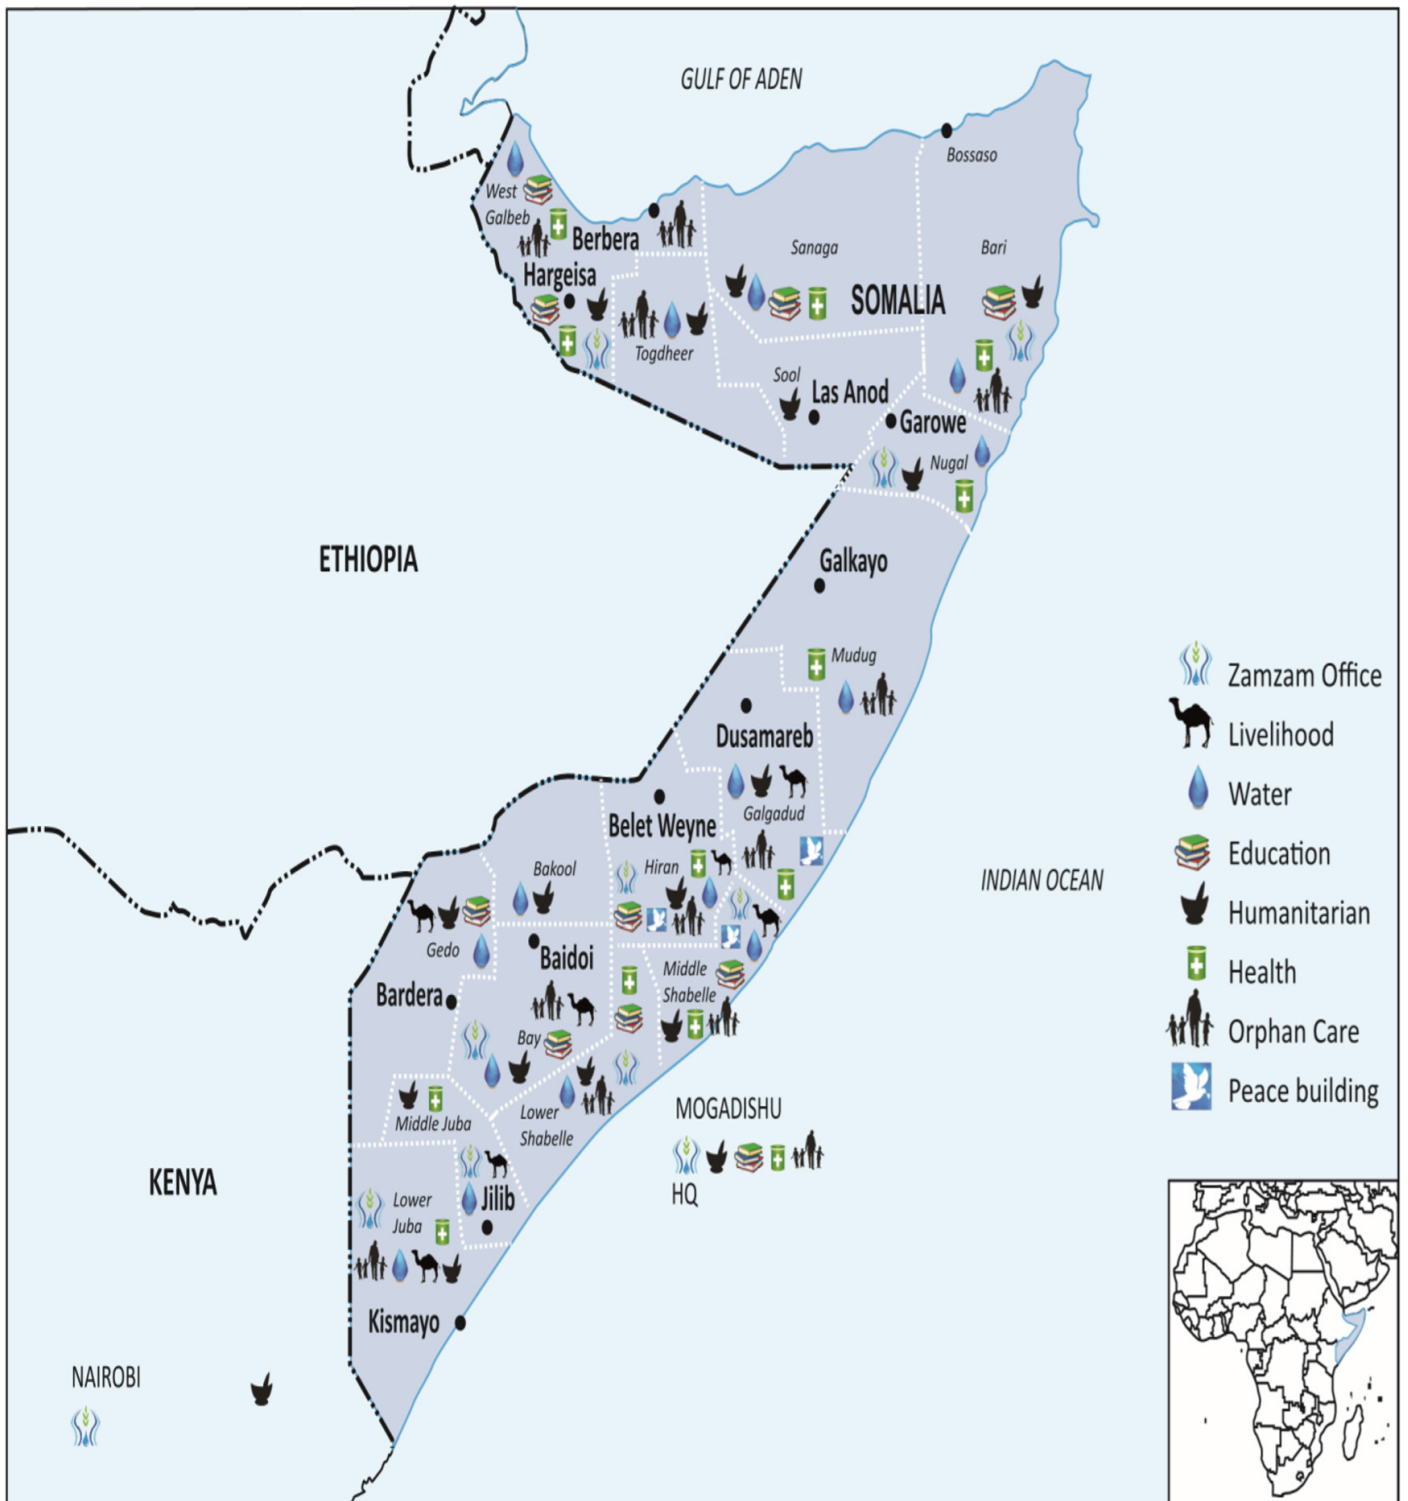 GULF OF ADEN
Bossaso
West
Galbeb
Berbera
Hargeisa
Sanaga
Bari
SOMALIA
Togdheer
Sool
Las Anod
Garowe
Nugal
ETHIOPIA
Galkayo
Mudug
Dusamareb
Galgadud
Belet Weyne
Hiran
Bakool
INDIAN OCEAN
Gedo
Baidoi
Bardera
Middle
Shabelle
Bay
Middle Juba
Lower
Shabelle
MOGADISHU
HQ
KENYA
Lower
Juba
Jilib
Kismayo
NAIROBI
Zamzam Office
Livelihood
Water
Education
Humanitarian
Health
Orphan Care
Peace building